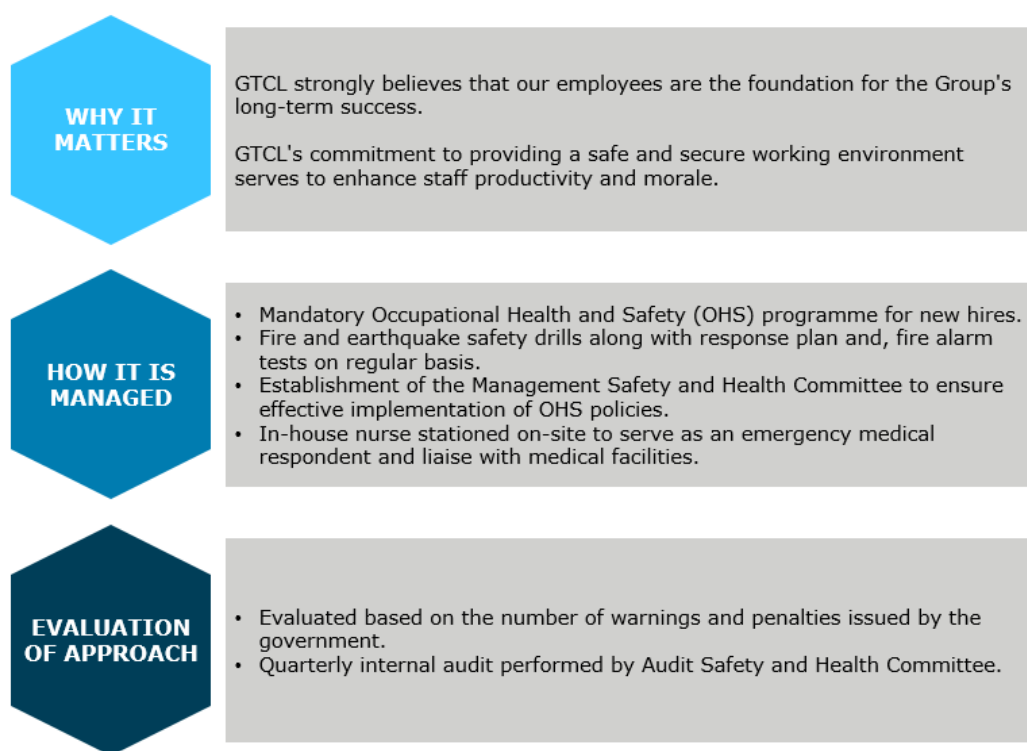 WHY IT
MATTERS
GTCL strongly believes that our employees are the foundation for the Group's
long-term success.
GTCL's commitment to providing a safe and secure working environment
serves to enhance staff productivity and morale.
HOW IT IS
MANAGED
• Mandatory Occupational Health and Safety (OHS) programme for new hires.
• Fire and earthquake safety drills along with response plan and, fire alarm
tests on regular basis.
• Establishment of the Management Safety and Health Committee to ensure
effective implementation of OHS policies.
• In-house nurse stationed on-site to serve as an emergency medical
respondent and liaise with medical facilities.
EVALUATION
OF APPROACH
• Evaluated based on the number of warnings and penalties issued by the
government.
• Quarterly internal audit performed by Audit Safety and Health Committee.